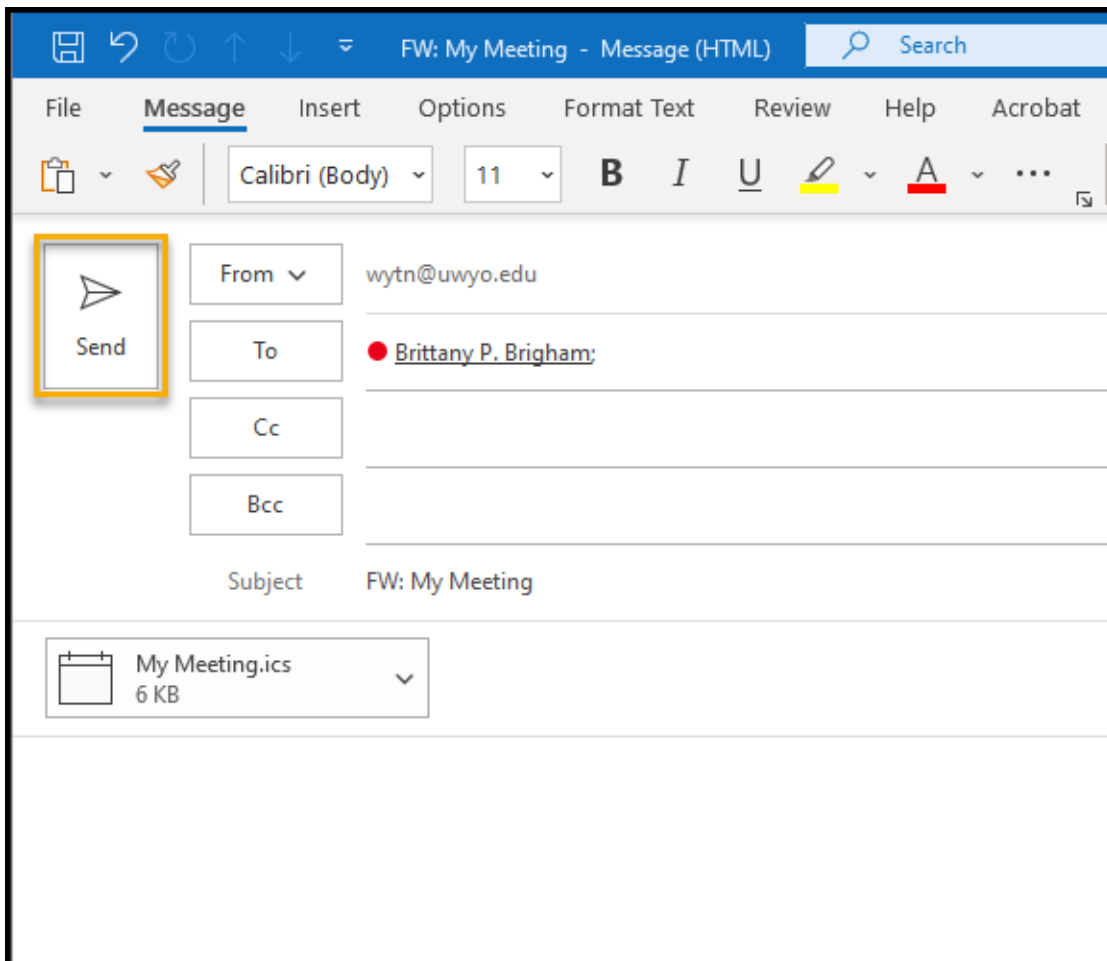 FW: My Meeting - Message (HTML) Search
File Message Insert Options Format Text Review Help Acrobat
Calibri (Body) 11 B I U A ...
From wytn@uwyo.edu
Send To Brittany P. Brigham;
Cc
Bcc
Subject FW: My Meeting
My Meeting.ics
6 KB